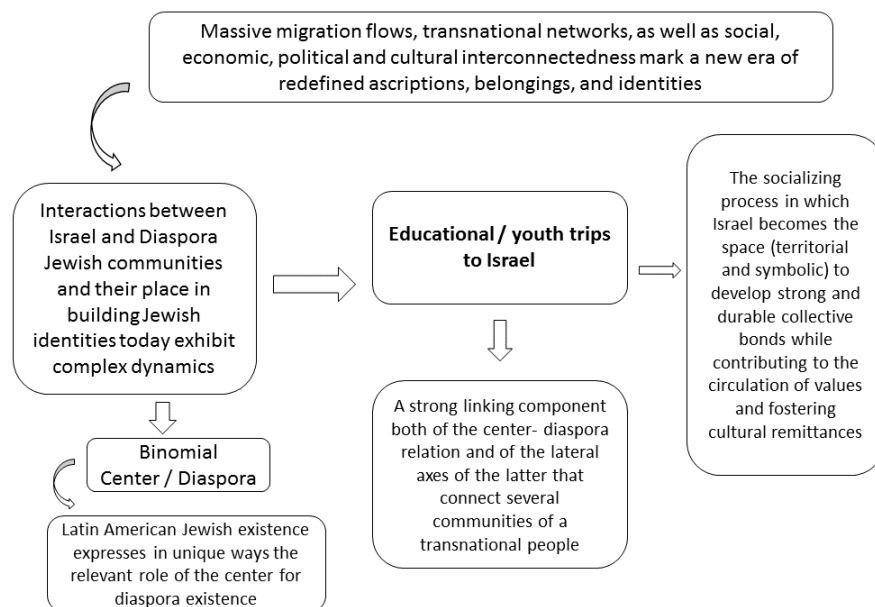 Massive migration flows, transnational networks, as well as social,
economic, political and cultural interconnectedness mark a new era of
redefined ascriptions, belongings, and identities
Interactions between
Israel and Diaspora
Jewish communities
and their place in
building Jewish
identities today exhibit
complex dynamics
Binomial
Center / Diaspora
Latin American Jewish existence
expresses in unique ways the
relevant role of the center for
diaspora existence
Educational / youth trips
to Israel
A strong linking component
both of the center- diaspora
relation and of the lateral
axes of the latter that
connect several
communities of a
transnational people
The socializing
process in which
Israel becomes the
space (territorial
and symbolic) to
develop strong and
durable collective
bonds while
contributing to the
circulation of values
and fostering
cultural remittances